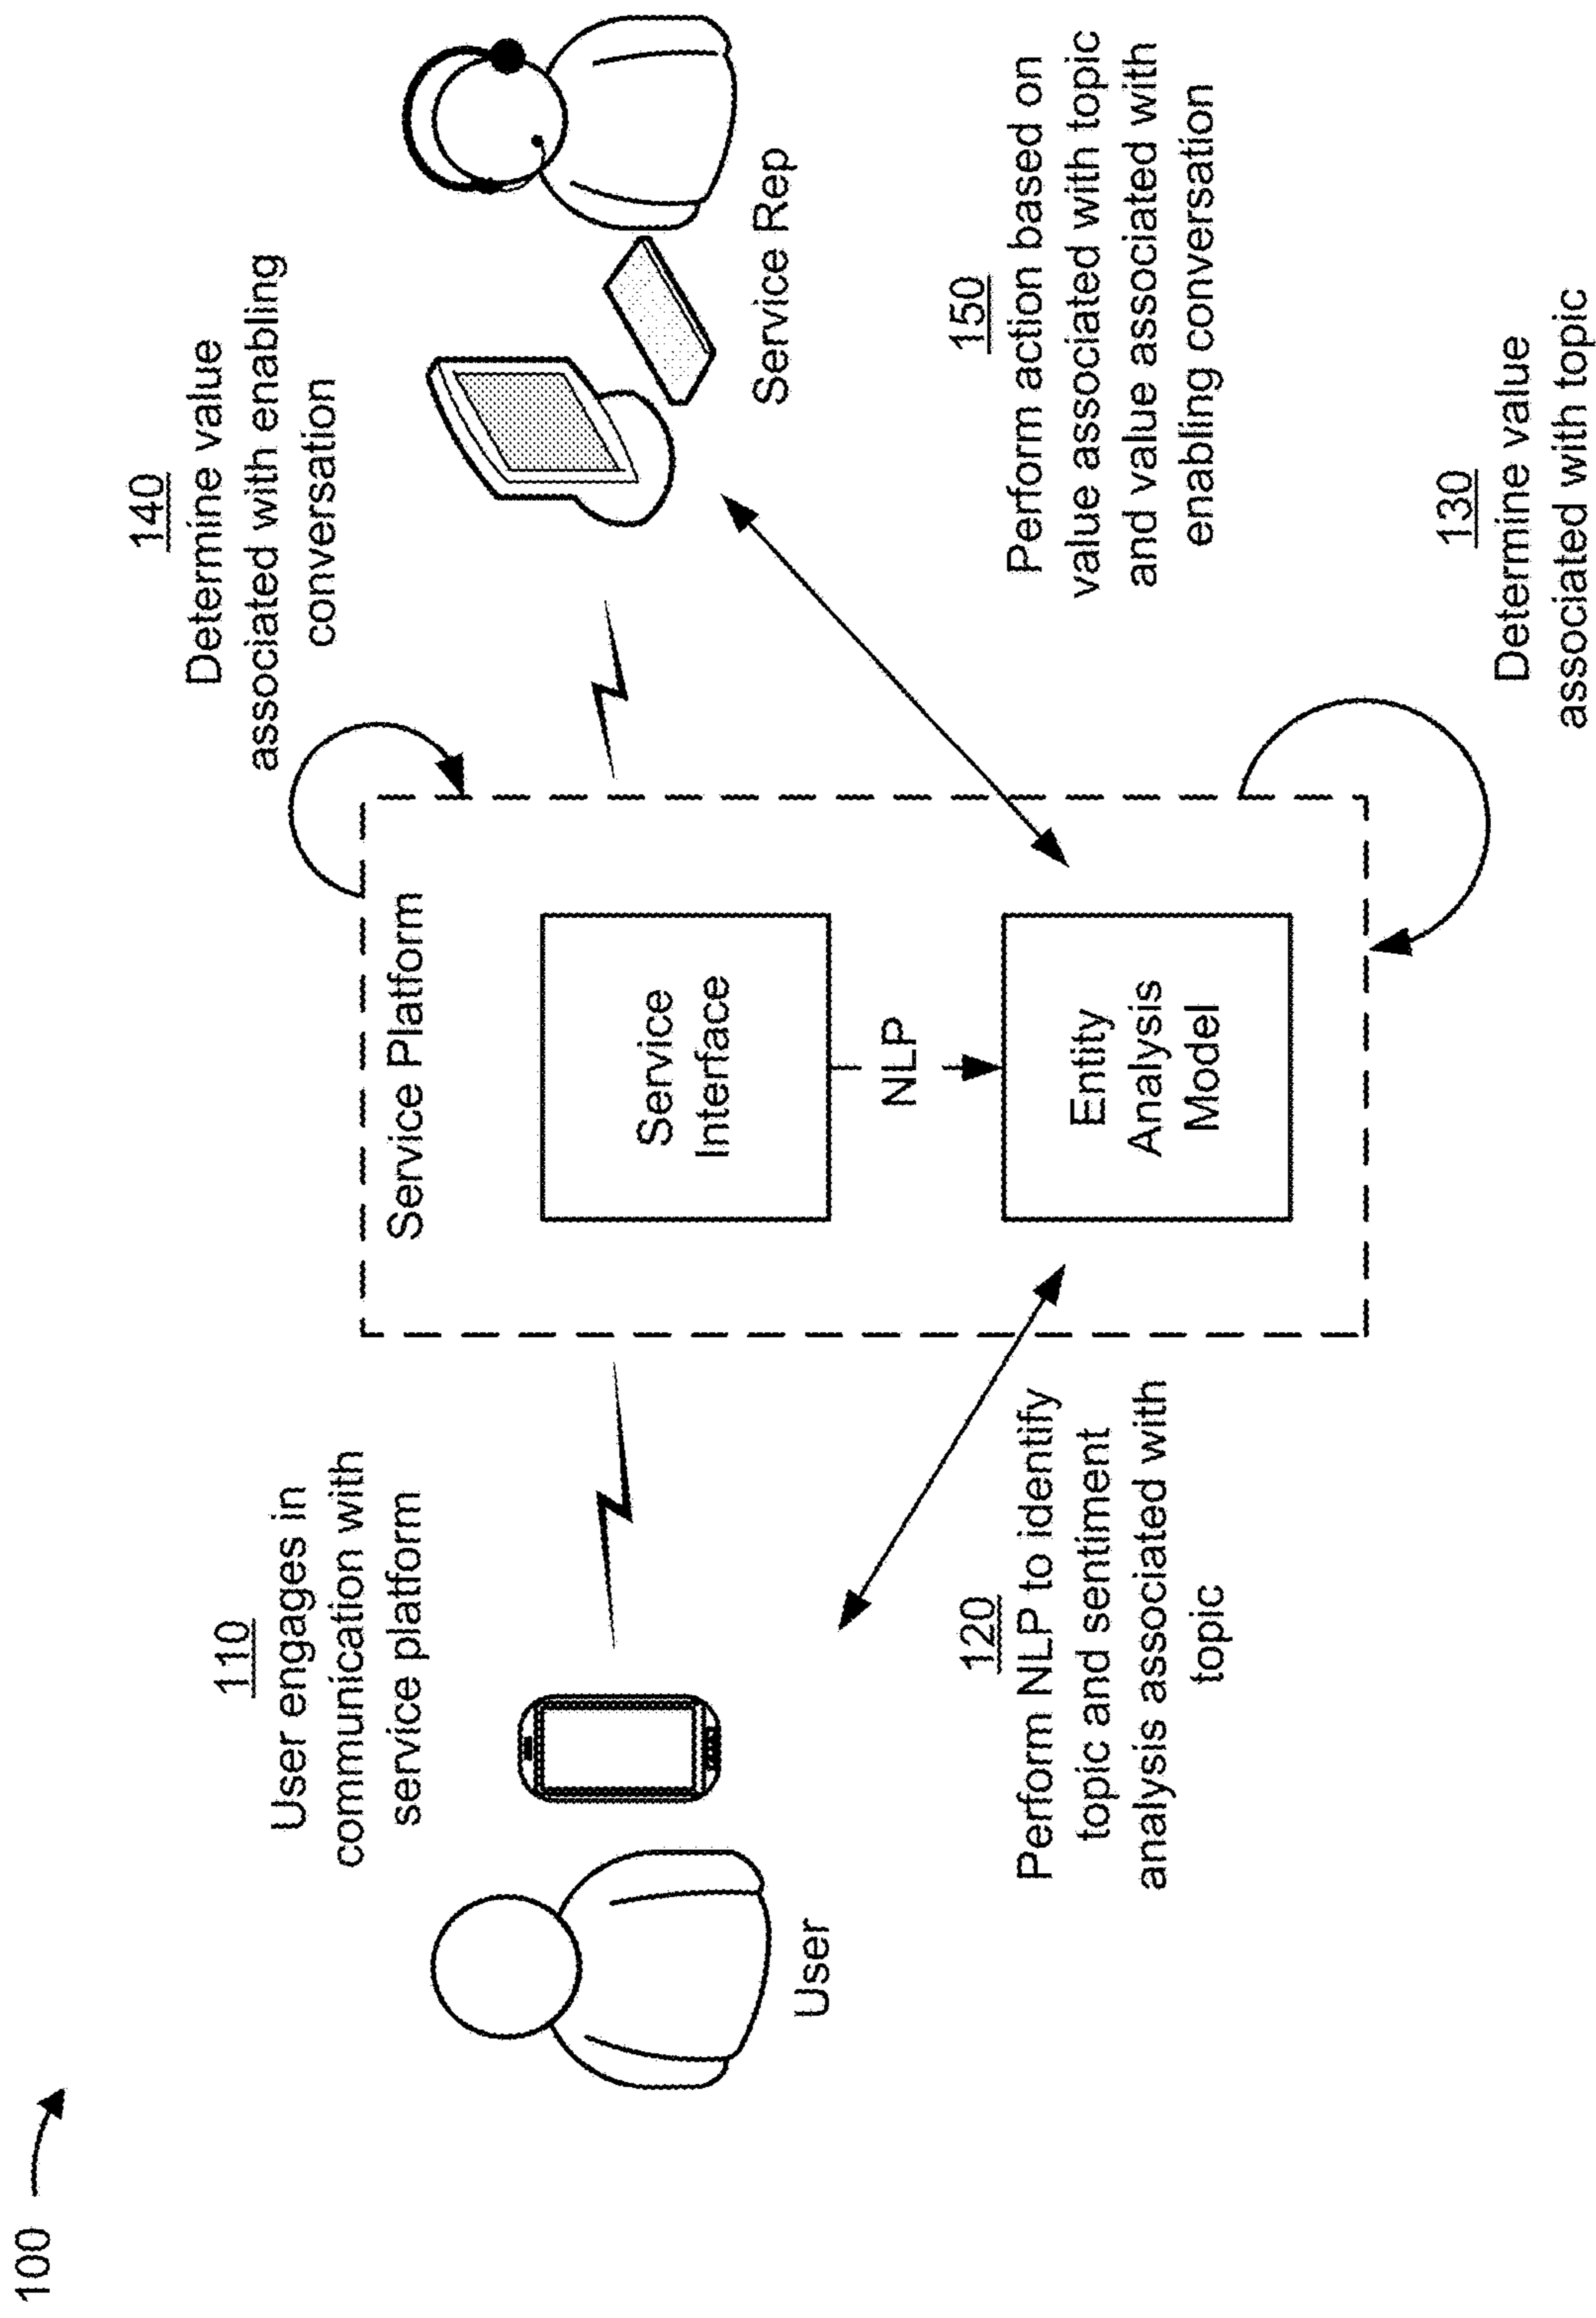 100
110
User engages in
communication with
service platform
140
Determine value
associated with enabling
conversation
Service Platform
Service
Interface
NLP
Entity
Analysis
Model
User
Service Rep
120
Perform NLP to identify
topic and sentiment
analysis associated with
topic
150
Perform action based on
value associated with topic
and value associated with
enabling conversation
130
Determine value
associated with topic